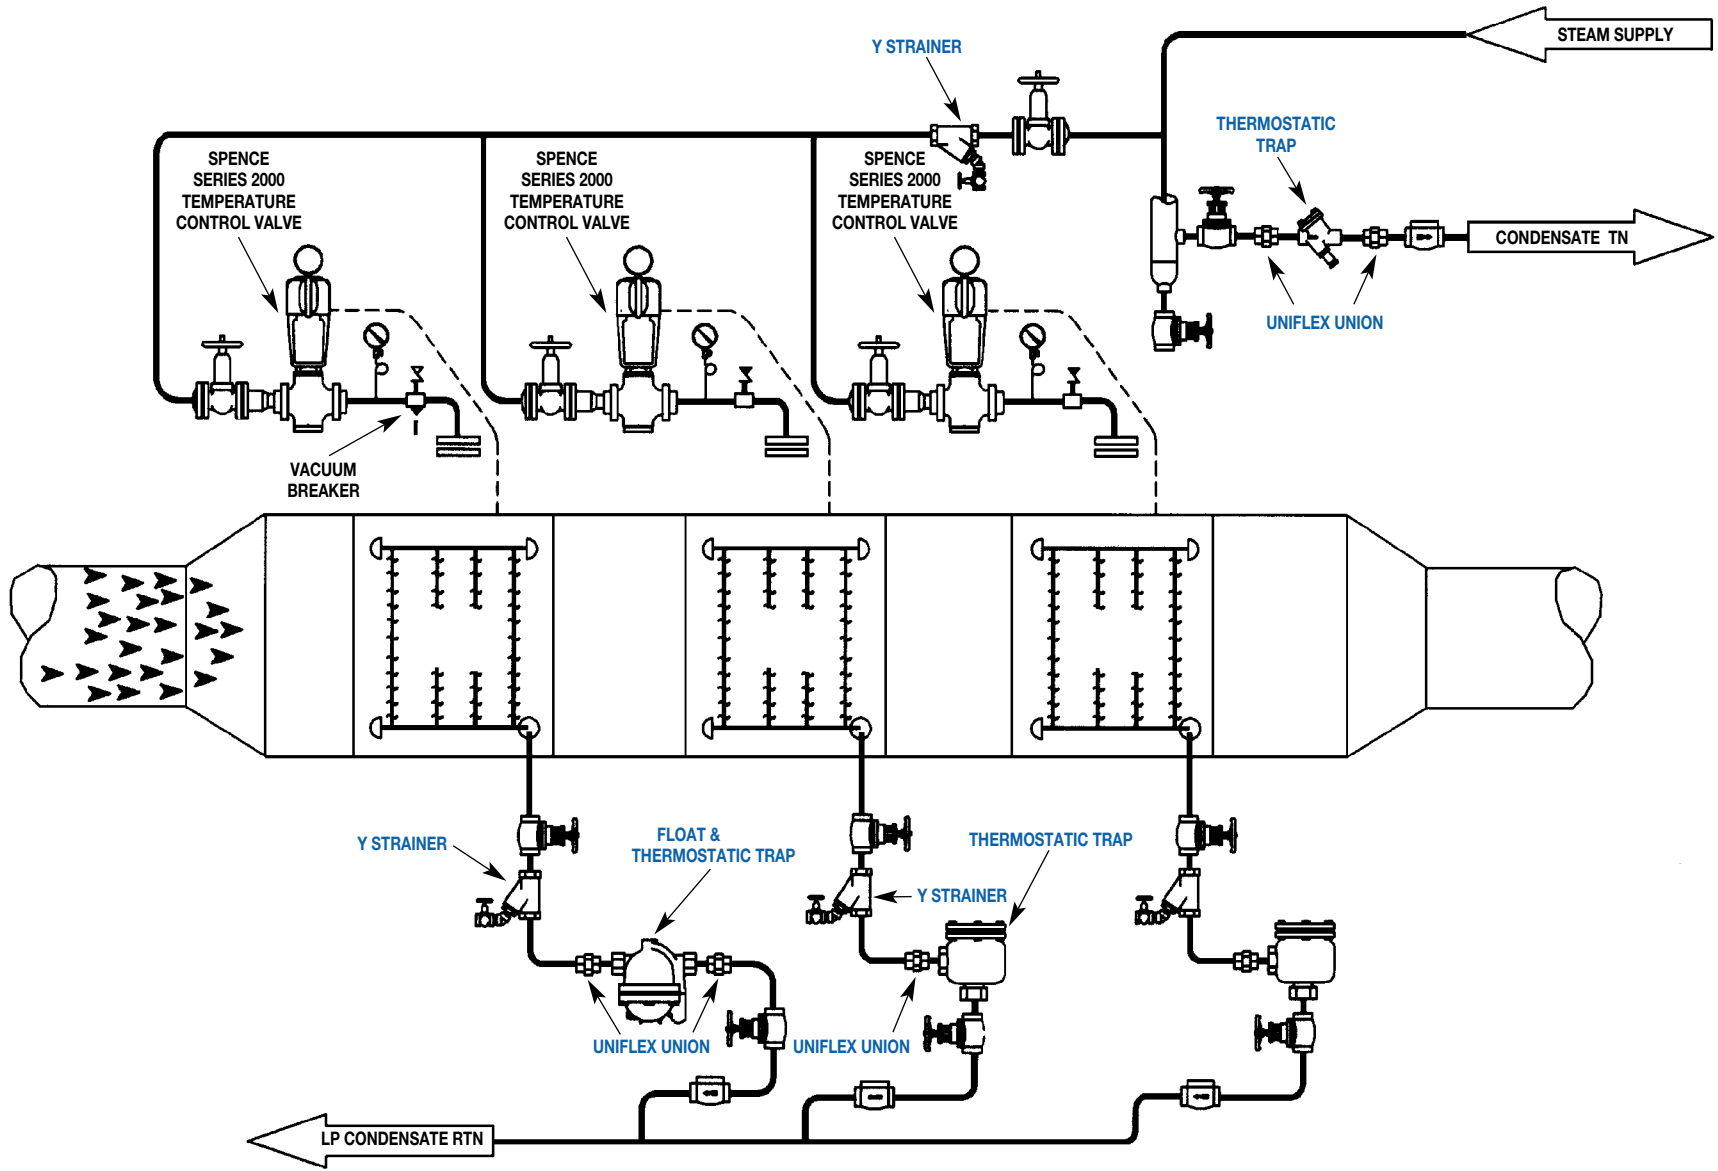 STEAM SUPPLY
Y STRAINER
THERMOSTATIC
TRAP
SPENCE
SERIES 2000
TEMPERATURE
CONTROL VALVE
SPENCE
SERIES 2000
TEMPERATURE
CONTROL VALVE
SPENCE
SERIES 2000
TEMPERATURE
CONTROL VALVE
CONDENSATE TN
UNIFLEX UNION
VACUUM
BREAKER
Y STRAINER
FLOAT &
THERMOSTATIC TRAP
THERMOSTATIC TRAP
Y STRAINER
UNIFLEX UNION
UNIFLEX UNION
LP CONDENSATE RTN